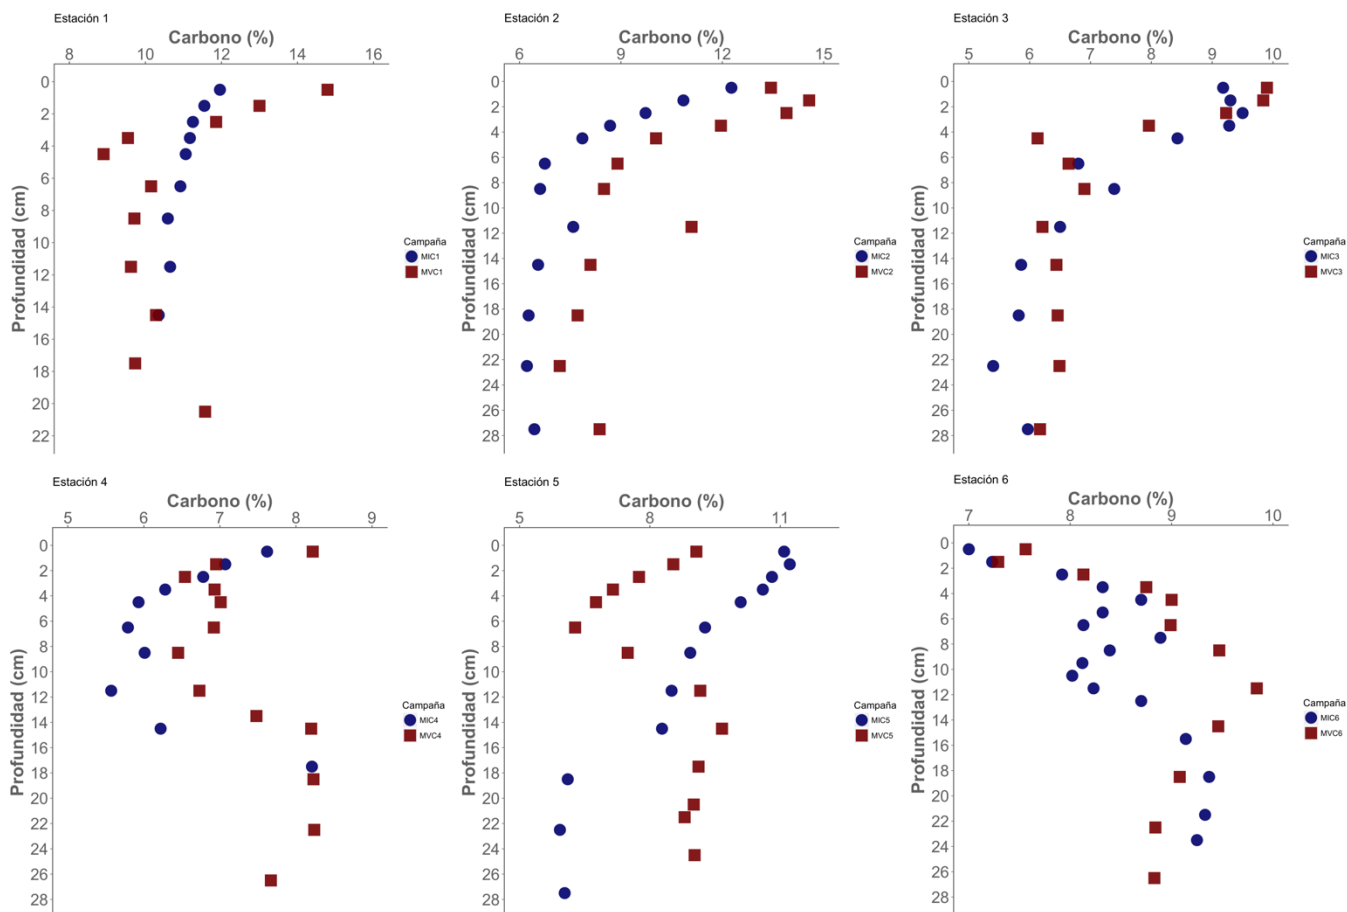 Estación 1
Carbono (%)
8 10 12 14 16
0
2
4
6
8
10
12
14
16
18
20
22
Profundidad (cm)
Campaña
MIC1
MVC1
Estación 2
Carbono (%)
6 9 12 15
0
2
4
6
8
10
12
14
16
18
20
22
24
26
28
Profundidad (cm)
Campaña
MIC2
MVC2
Estación 3
Carbono (%)
5 6 7 8 9 10
0
2
4
6
8
10
12
14
16
18
20
22
24
26
28
Profundidad (cm)
Campaña
MIC3
MVC3
Estación 4
Carbono (%)
5 6 7 8 9
0
2
4
6
8
10
12
14
16
18
20
22
24
26
28
Profundidad (cm)
Campaña
MIC4
MVC4
Estación 5
Carbono (%)
5 8 11
0
2
4
6
8
10
12
14
16
18
20
22
24
26
28
Profundidad (cm)
Campaña
MIC5
MVC5
Estación 6
Carbono (%)
7 8 9 10
0
2
4
6
8
10
12
14
16
18
20
22
24
26
28
Profundidad (cm)
Campaña
MIC6
MVC6